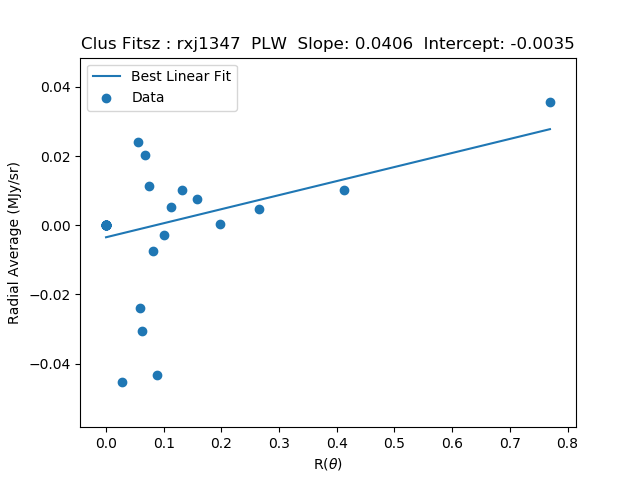 Clus Fitsz : rxj1347  PLW  Slope: 0.0406  Intercept: -0.0035
Best Linear Fit
Data
Radial Average (MJy/sr)
0.04
0.02
0.00
−0.02
−0.04
0.0 0.1 0.2 0.3 0.4 0.5 0.6 0.7 0.8
R(θ)